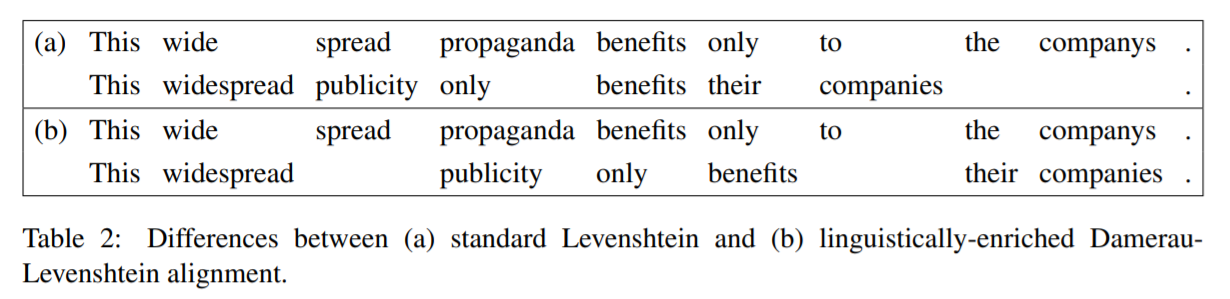 (a) This wide spread propaganda benefits only to the companys .
This widespread publicity only benefits their companies .
(b) This wide spread propaganda benefits only to the companys .
This widespread publicity only benefits their companies .
Table 2: Differences between (a) standard Levenshtein and (b) linguistically-enriched Damerau-
Levenshtein alignment.